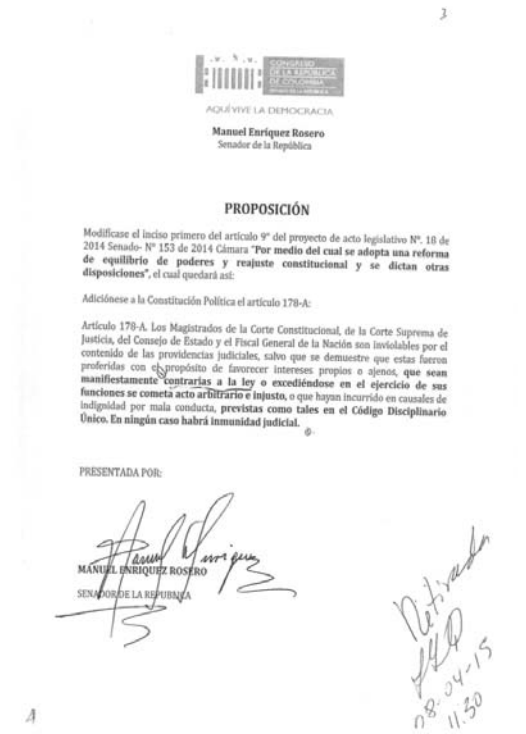 3
CONGRESO
DE LA REPÚBLICA
DE COLOMBIA
AQUÍ VIVE LA DEMOCRACIA
Manuel Enríquez Rosero
Senador de la República
PROPOSICIÓN
Modifícase el inciso primero del artículo 9º del proyecto de acto legislativo Nº. 18 de
2014 Senado- Nº 153 de 2014 Cámara "Por medio del cual se adopta una reforma
de equilibrio de poderes y reajuste constitucional y se dictan otras
disposiciones", el cual quedará así:
Adiciónese a la Constitución Política el artículo 178-A:
Artículo 178-A. Los Magistrados de la Corte Constitucional, de la Corte Suprema de
Justicia, del Consejo de Estado y el Fiscal General de la Nación son inviolables por el
contenido de las providencias judiciales, salvo que se demuestre que estas fueron
proferidas con el propósito de favorecer intereses propios o ajenos, que sean
manifiestamente contrarias a la ley o excediéndose en el ejercicio de sus
funciones se cometa acto arbitrario e injusto, o que hayan incurrido en causales de
indignidad por mala conducta, previstas como tales en el Código Disciplinario
Único. En ningún caso habrá inmunidad judicial.
PRESENTADA POR:
Manuel Enriquez
MANUEL ENRIQUEZ ROSERO
SENADOR DE LA REPUBLICA
Retirada
08-04-15
11:30